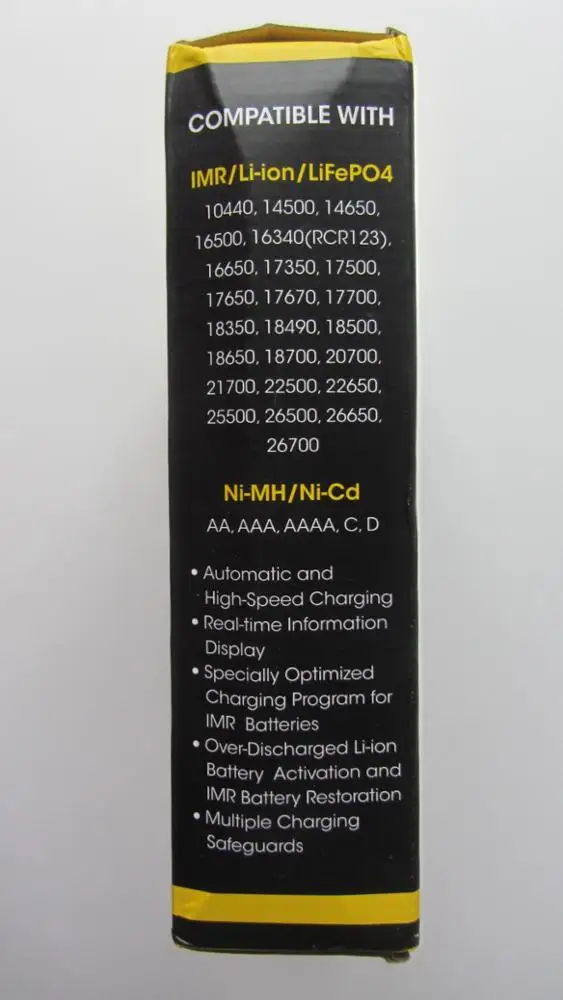 COMPATIBLE WITH
IMR/Li-ion/LiFePO4
10440, 14500, 14650,
16500, 16340(RCR123),
16650, 17350, 17500,
17650, 17670, 17700,
18350, 18490, 18500,
18650, 18700, 20700,
21700, 22500, 22650,
25500, 26500, 26650,
26700
Ni-MH/Ni-Cd
AA, AAA, AAAA, C, D
• Automatic and
High-Speed Charging
• Real-time Information
Display
• Specially Optimized
Charging Program for
IMR Batteries
• Over-Discharged Li-ion
Battery Activation and
IMR Battery Restoration
• Multiple Charging
Safeguards